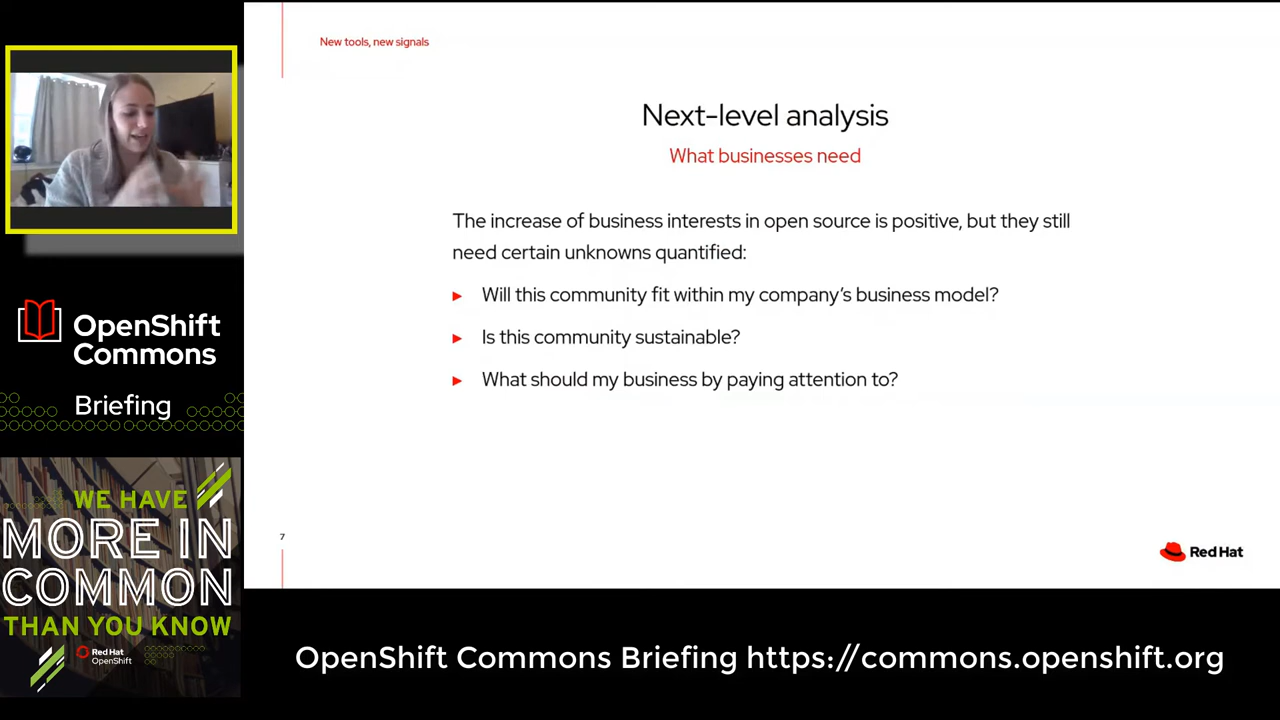 New tools, new signals
Next-level analysis
What businesses need
The increase of business interests in open source is positive, but they still
need certain unknowns quantified:
Will this community fit within my company's business model?
Is this community sustainable?
What should my business by paying attention to?
7
Red Hat
OpenShift
Commons
Briefing
WE HAVE
MORE IN
COMMON
THAN YOU KNOW
Red Hat
OpenShift
OpenShift Commons Briefing https://commons.openshift.org